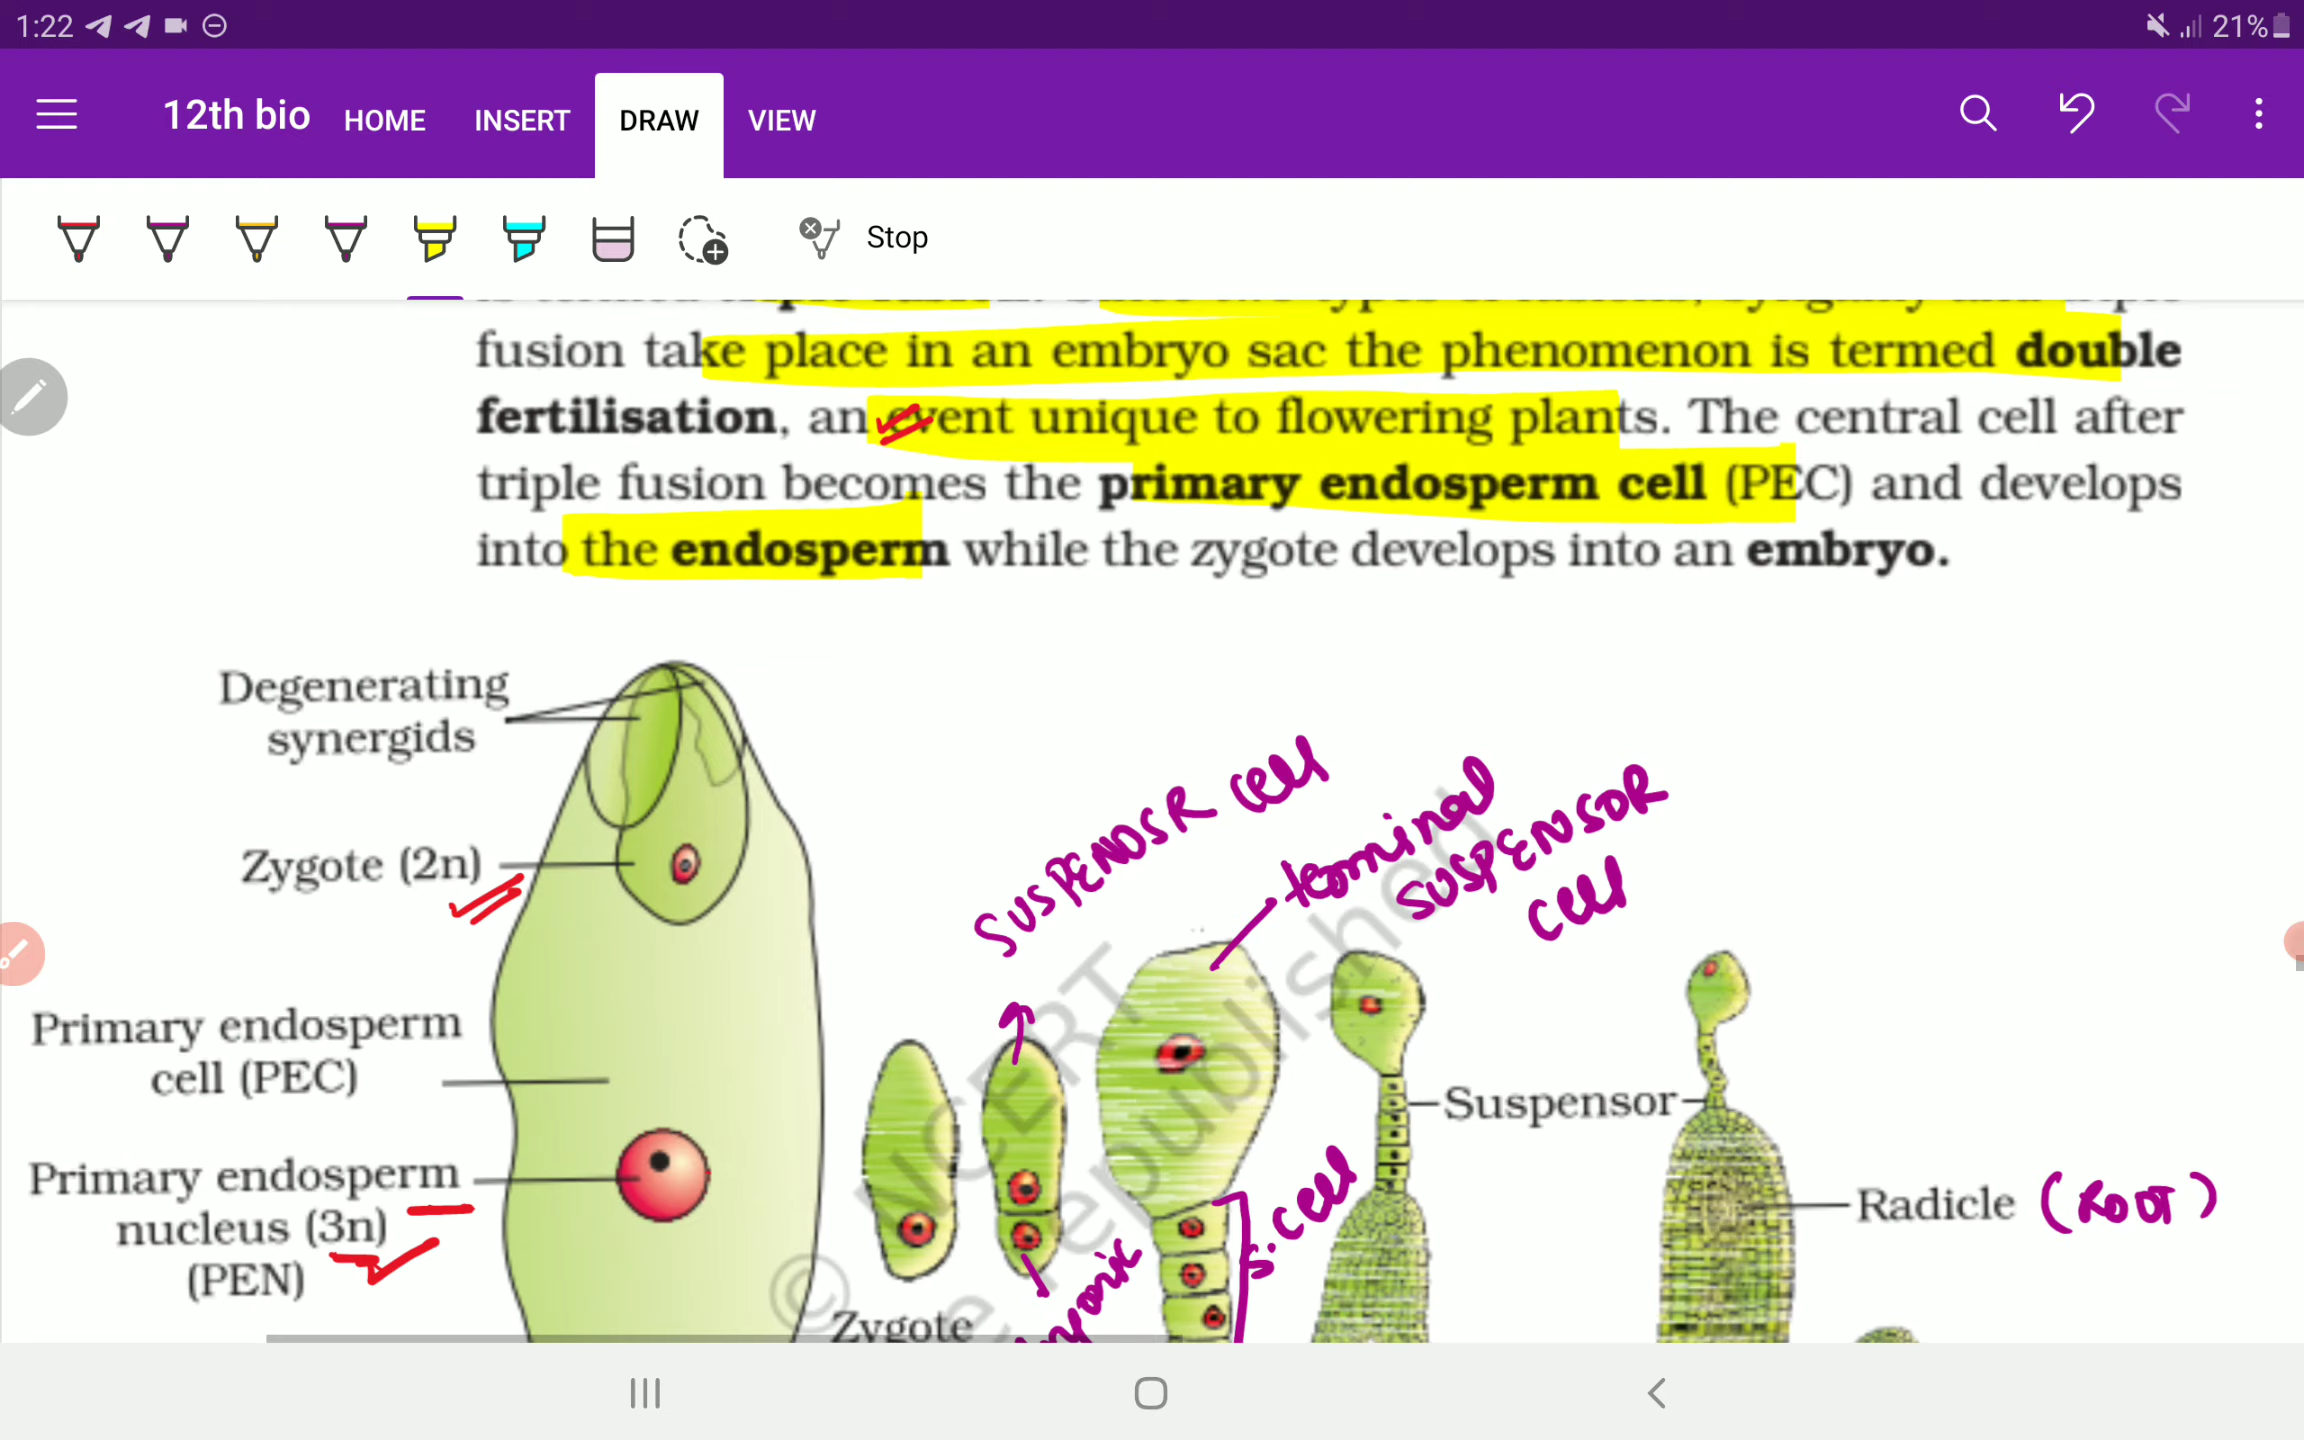 1:22
21%
12th bio
HOME
INSERT
DRAW
VIEW
Stop
fusion take place in an embryo sac the phenomenon is termed double
fertilisation, an event unique to flowering plants. The central cell after
triple fusion becomes the primary endosperm cell (PEC) and develops
into the endosperm while the zygote develops into an embryo.
Degenerating
synergids
Zygote (2n)
Primary endosperm
cell (PEC)
Primary endosperm
nucleus (3n)
(PEN)
SUSPENOSR cell
terminal
SUSPENSOR
cell
Suspensor
S.cell
Radicle (ROOT)
Zygote
© NCERT
republished